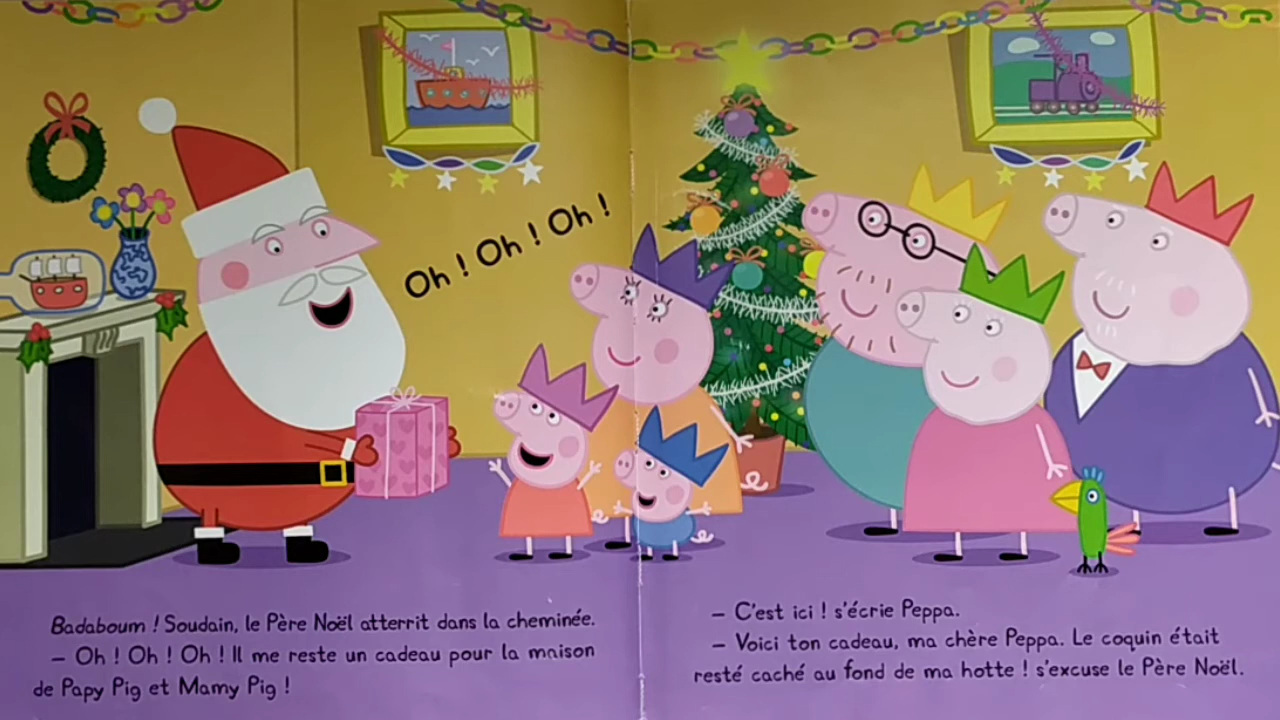 Oh ! Oh ! Oh !
Badaboum ! Soudain, le Père Noël atterrit dans la cheminée.
– Oh ! Oh ! Oh ! Il me reste un cadeau pour la maison
de Papy Pig et Mamy Pig !
– C'est ici ! s'écrie Peppa.
– Voici ton cadeau, ma chère Peppa. Le coquin était
resté caché au fond de ma hotte ! s'excuse le Père Noël.